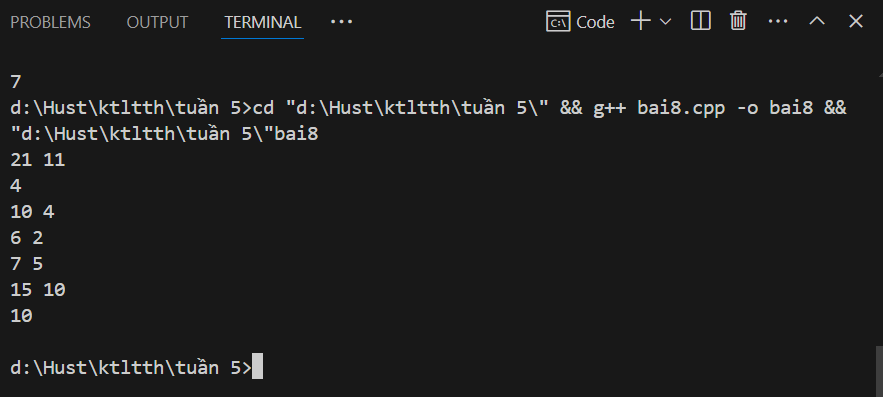 PROBLEMS OUTPUT TERMINAL ··· Code
7
d:\Hust\ktltth\tuần 5>cd "d:\Hust\ktltth\tuần 5\" && g++ bai8.cpp -o bai8 &&
"d:\Hust\ktltth\tuần 5\"bai8
21 11
4
10 4
6 2
7 5
15 10
10
d:\Hust\ktltth\tuần 5>